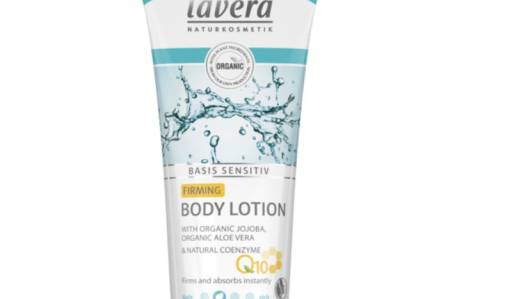 lavera
NATURKOSMETIK
ORGANIC
BASIS SENSITIV
FIRMING
BODY LOTION
WITH ORGANIC JOJOBA,
ORGANIC ALOE VERA
& NATURAL COENZYME
Q10
Firms and absorbs instantly